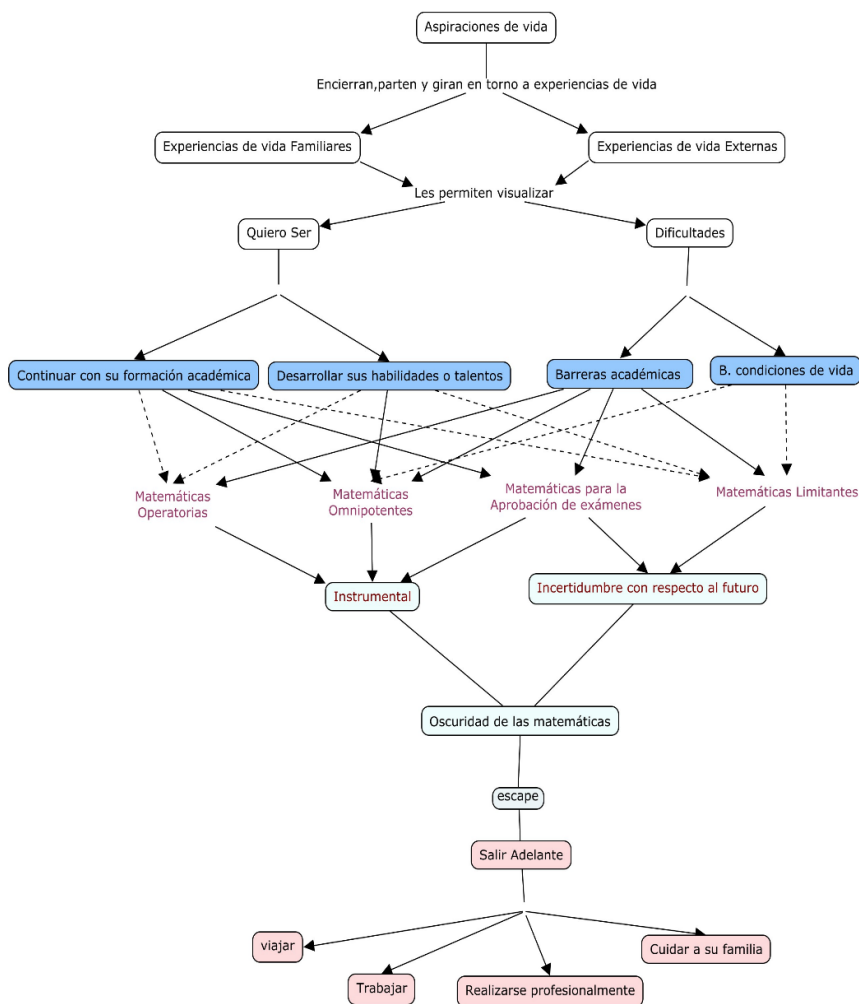 Aspiraciones de vida
Encierran,parten y giran en torno a experiencias de vida
Experiencias de vida Familiares
Experiencias de vida Externas
Les permiten visualizar
Quiero Ser
Dificultades
Continuar con su formación académica
Desarrollar sus habilidades o talentos
Barreras académicas
B. condiciones de vida
Matemáticas
Operatorias
Matemáticas
Omnipotentes
Matemáticas para la
Aprobación de exámenes
Matemáticas Limitantes
Instrumental
Incertidumbre con respecto al futuro
Oscuridad de las matemáticas
escape
Salir Adelante
viajar
Cuidar a su familia
Trabajar
Realizarse profesionalmente